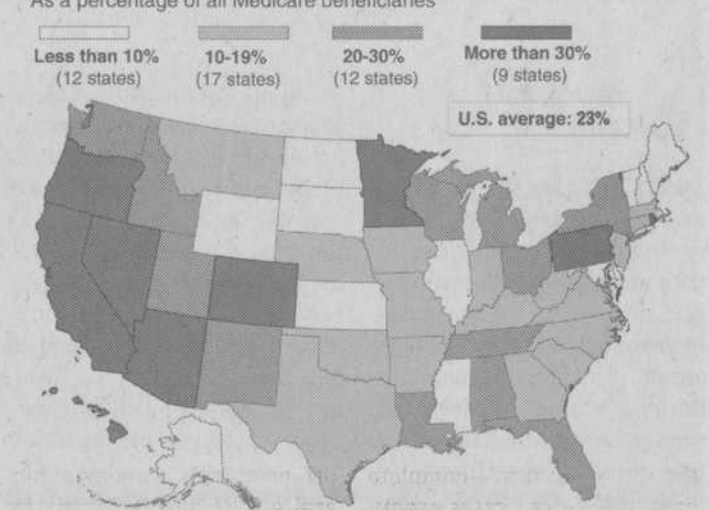 As a percentage of all Medicare beneficiaries
Less than 10%
(12 states)
10-19%
(17 states)
20-30%
(12 states)
More than 30%
(9 states)
U.S. average: 23%